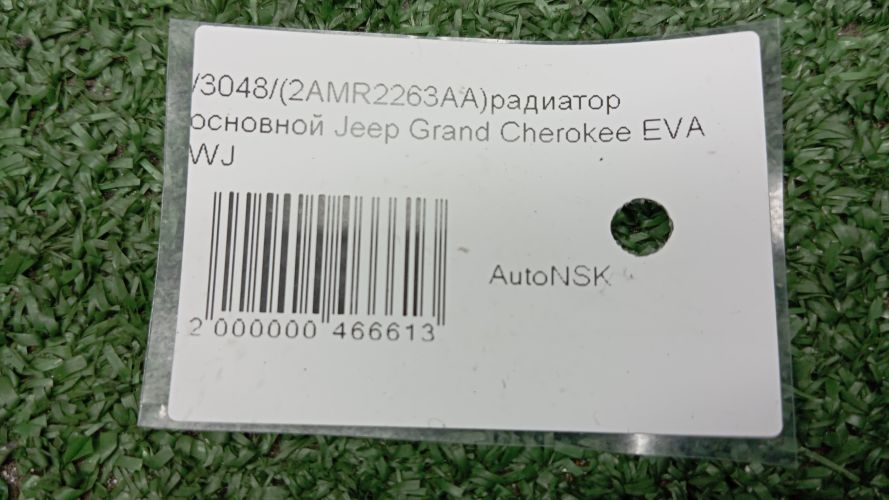 /3048/(2AMR2263AA)радиатор
основной Jeep Grand Cherokee EVA
WJ
AutoNSK
2 000000 466613